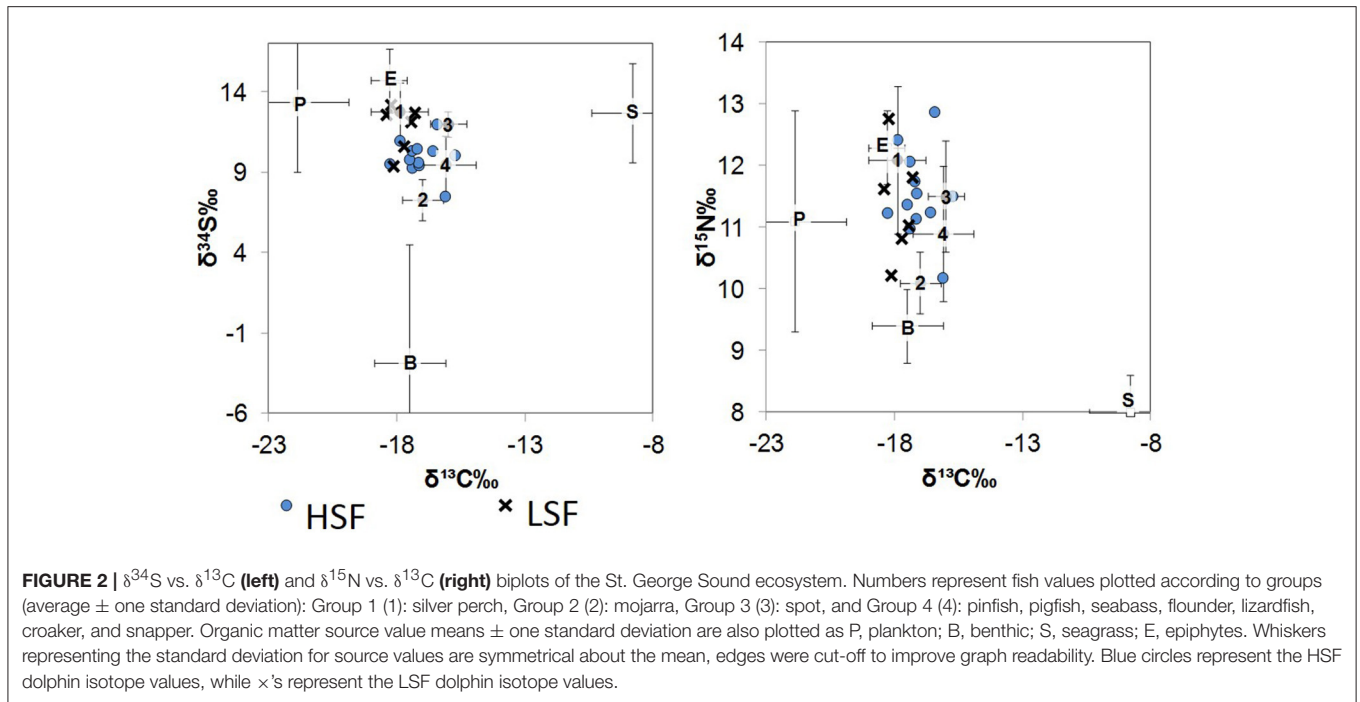 14
9
4
-1
-6
δ³⁴S‰
P
E
1
3
4
2
B
S
-23 -18 -13 -8
δ¹³C‰
14
13
12
11
10
9
8
δ¹⁵N‰
E
1
P
3
4
2
B
S
-23 -18 -13 -8
δ¹³C‰
HSF × LSF
FIGURE 2 | δ³⁴S vs. δ¹³C (left) and δ¹⁵N vs. δ¹³C (right) biplots of the St. George Sound ecosystem. Numbers represent fish values plotted according to groups
(average ± one standard deviation): Group 1 (1): silver perch, Group 2 (2): mojarra, Group 3 (3): spot, and Group 4 (4): pinfish, pigfish, seabass, flounder, lizardfish,
croaker, and snapper. Organic matter source value means ± one standard deviation are also plotted as P, plankton; B, benthic; S, seagrass; E, epiphytes. Whiskers
representing the standard deviation for source values are symmetrical about the mean, edges were cut-off to improve graph readability. Blue circles represent the HSF
dolphin isotope values, while ×'s represent the LSF dolphin isotope values.